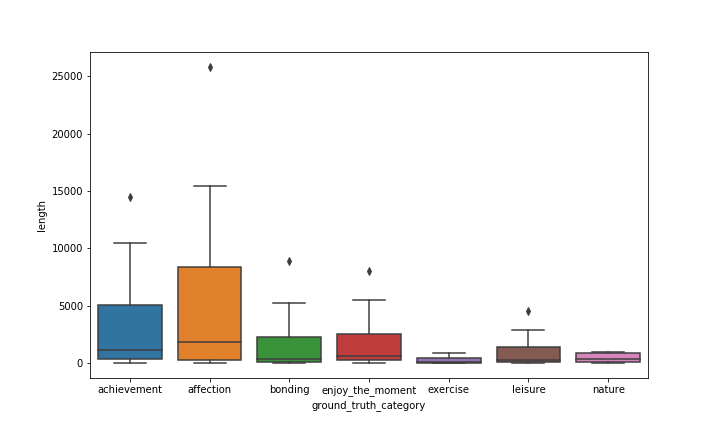 25000
20000
15000
10000
5000
0
length
achievement affection bonding enjoy_the_moment exercise leisure nature
ground_truth_category